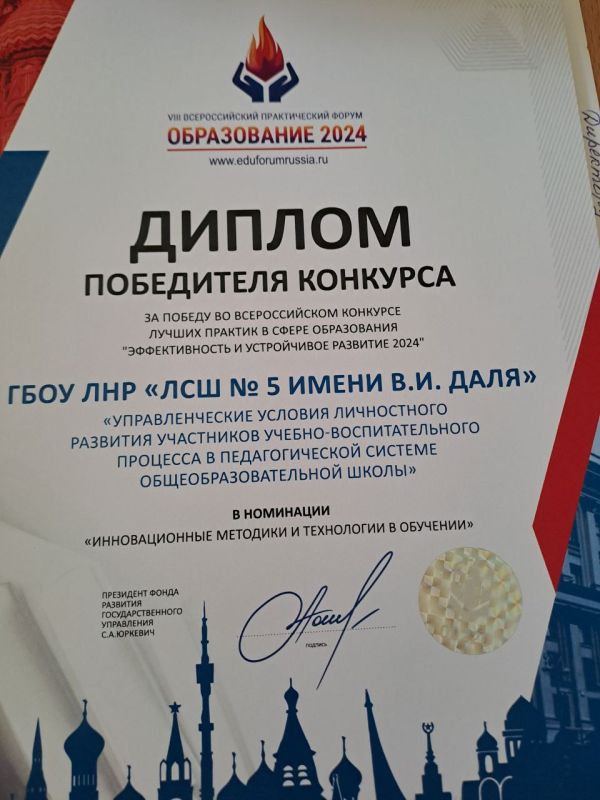 VIII ВСЕРОССИЙСКИЙ ПРАКТИЧЕСКИЙ ФОРУМ
ОБРАЗОВАНИЕ 2024
www.eduforumrussia.ru
ДИПЛОМ
ПОБЕДИТЕЛЯ КОНКУРСА
ЗА ПОБЕДУ ВО ВСЕРОССИЙСКОМ КОНКУРСЕ
ЛУЧШИХ ПРАКТИК В СФЕРЕ ОБРАЗОВАНИЯ
"ЭФФЕКТИВНОСТЬ И УСТОЙЧИВОЕ РАЗВИТИЕ 2024"
ГБОУ ЛНР «ЛСШ № 5 ИМЕНИ В.И. ДАЛЯ»
«УПРАВЛЕНЧЕСКИЕ УСЛОВИЯ ЛИЧНОСТНОГО
РАЗВИТИЯ УЧАСТНИКОВ УЧЕБНО-ВОСПИТАТЕЛЬНОГО
ПРОЦЕССА В ПЕДАГОГИЧЕСКОЙ СИСТЕМЕ
ОБЩЕОБРАЗОВАТЕЛЬНОЙ ШКОЛЫ»
В НОМИНАЦИИ
«ИННОВАЦИОННЫЕ МЕТОДИКИ И ТЕХНОЛОГИИ В ОБУЧЕНИИ»
ПРЕЗИДЕНТ ФОНДА
РАЗВИТИЯ
ГОСУДАРСТВЕННОГО
УПРАВЛЕНИЯ
С.А.ЮРКЕВИЧ
подпись